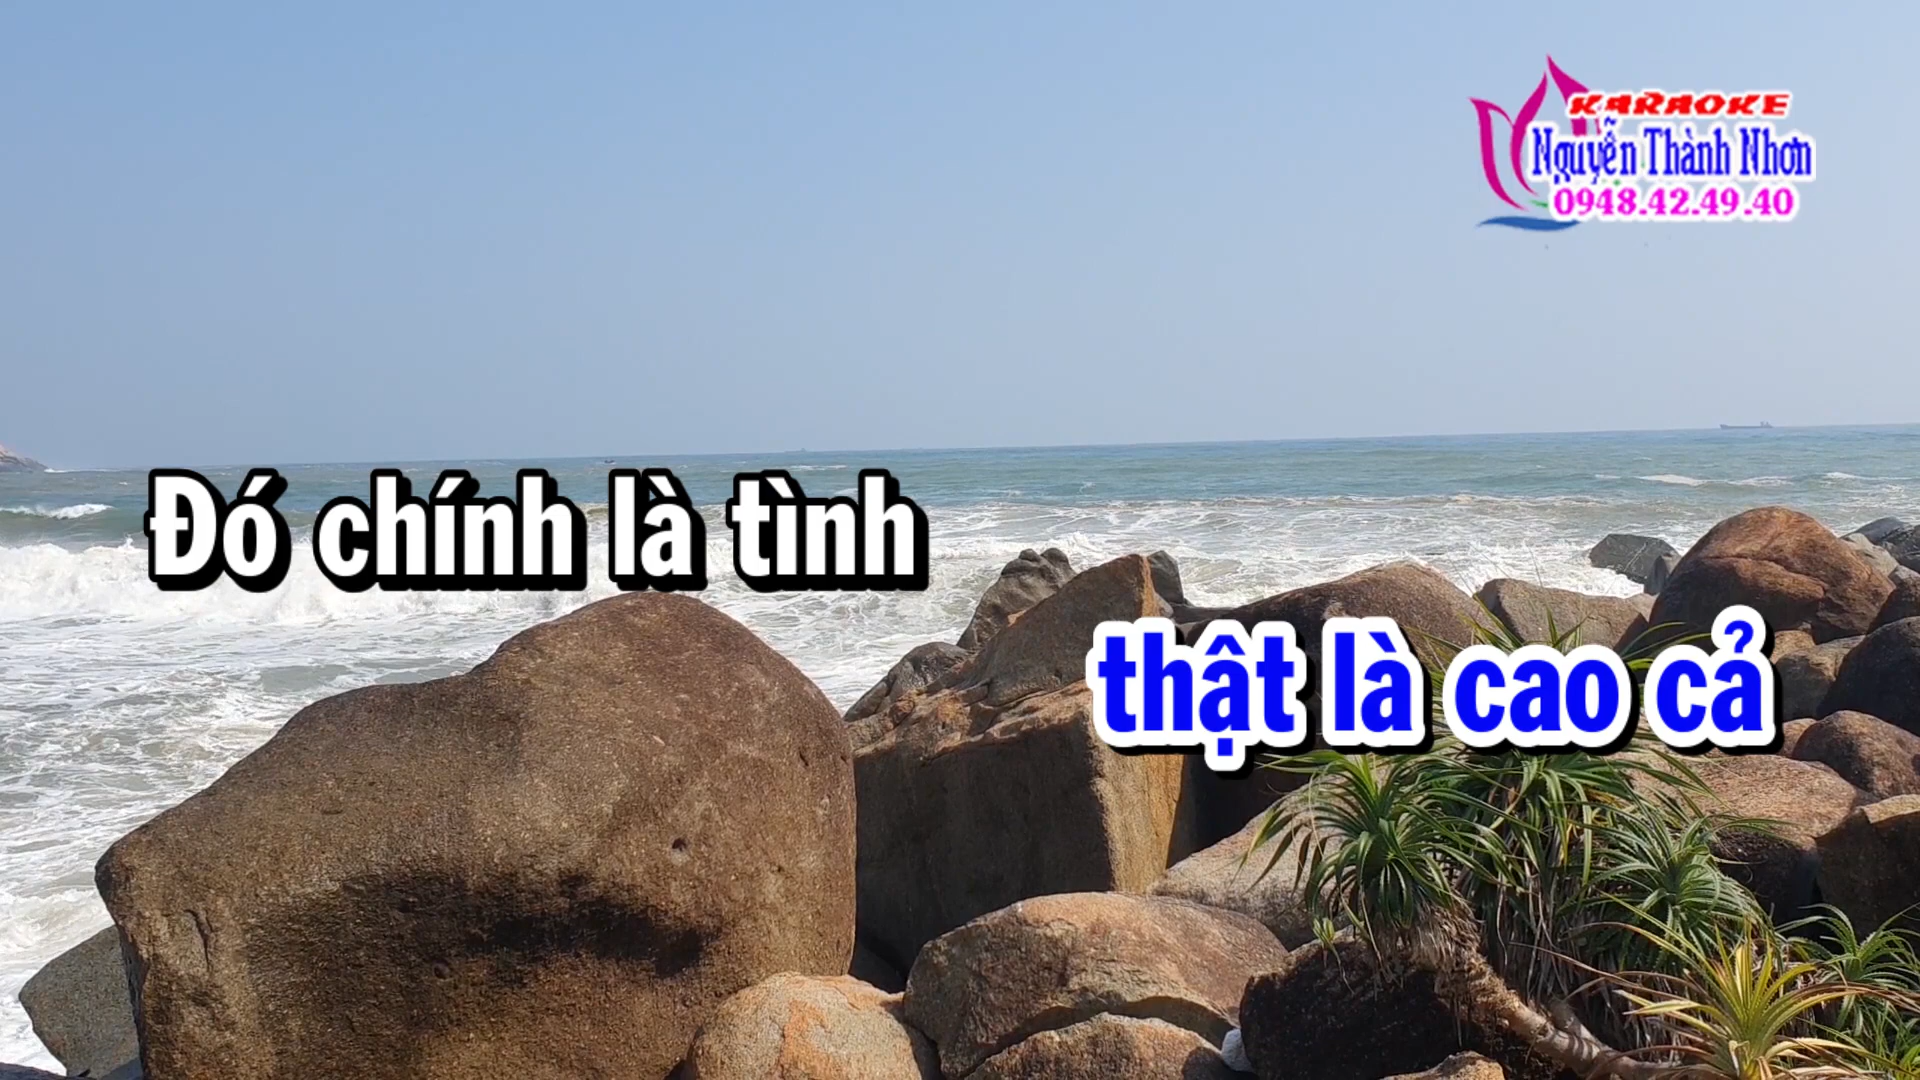 KARAOKE
Nguyễn Thành Nhơn
0948.42.49.40
Đó chính là tình
thật là cao cả